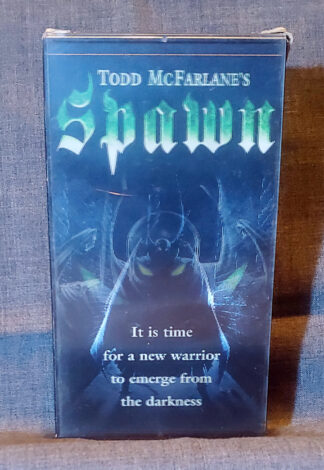 TODD MCFARLANE'S
Spawn
It is time
for a new warrior
to emerge from
the darkness